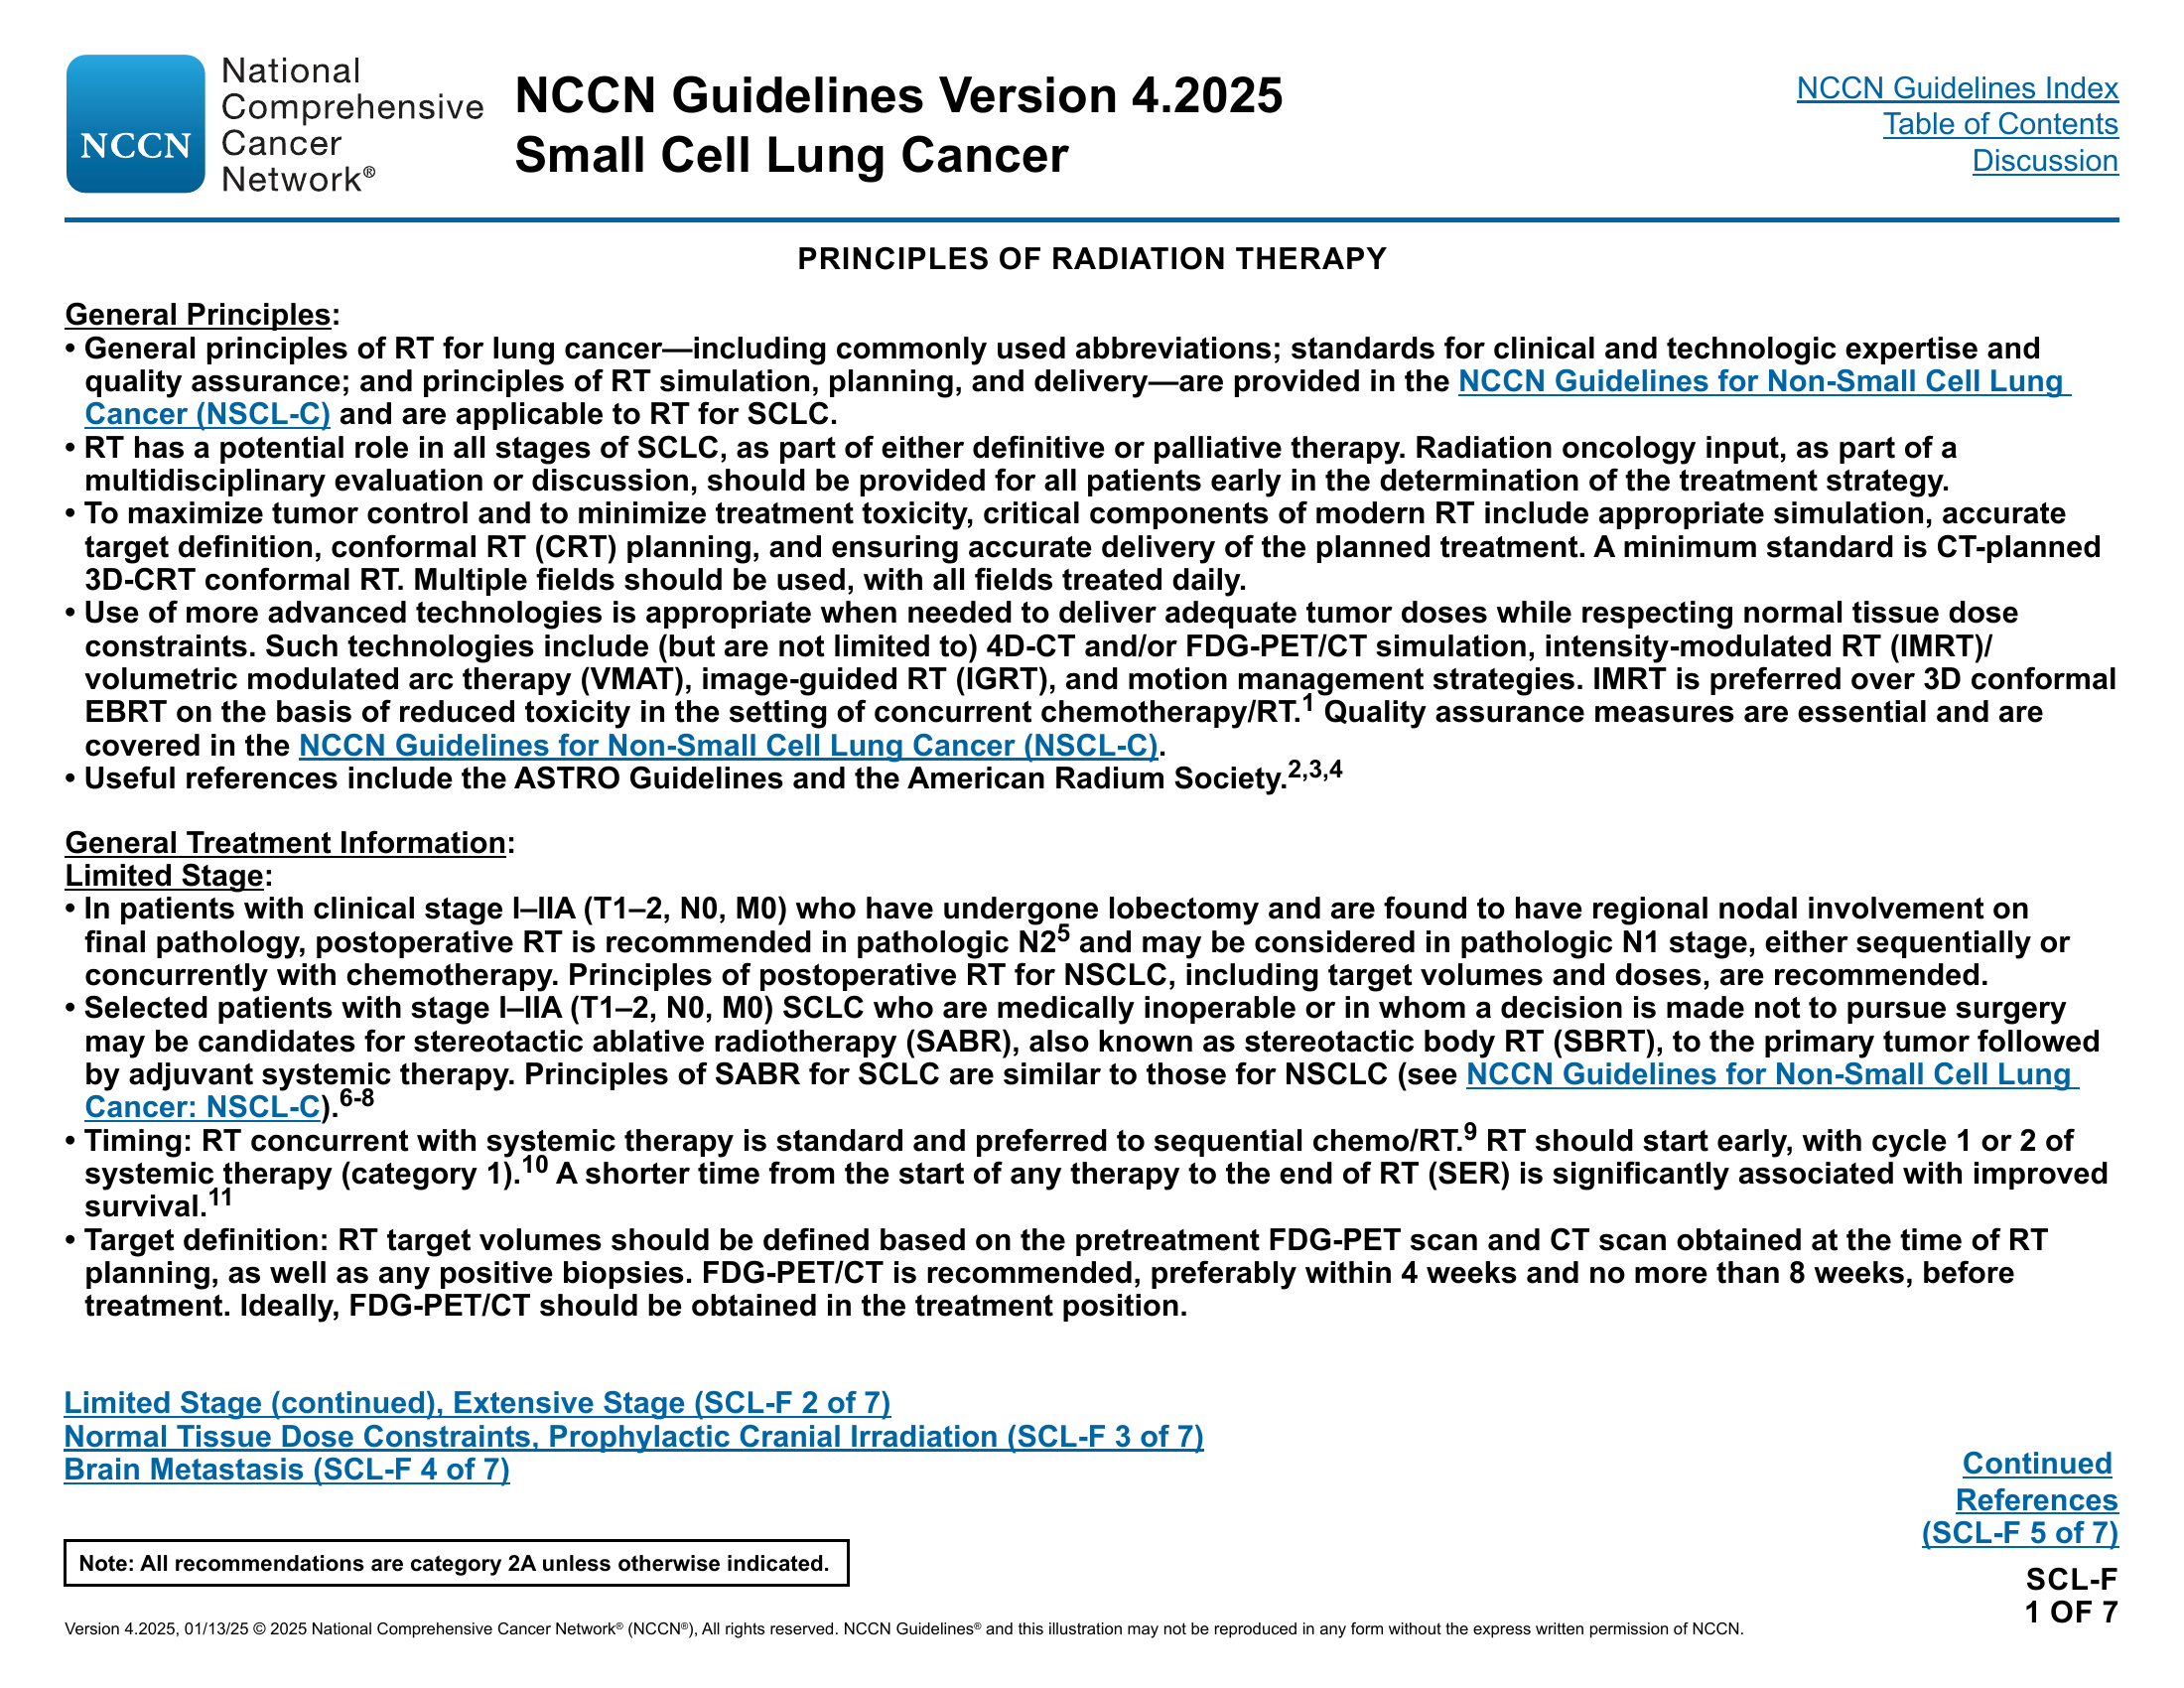 National
Comprehensive
Cancer
Network®
NCCN
NCCN Guidelines Version 4.2025
Small Cell Lung Cancer
NCCN Guidelines Index
Table of Contents
Discussion
PRINCIPLES OF RADIATION THERAPY
General Principles:
• General principles of RT for lung cancer—including commonly used abbreviations; standards for clinical and technologic expertise and
quality assurance; and principles of RT simulation, planning, and delivery—are provided in the NCCN Guidelines for Non-Small Cell Lung
Cancer (NSCL-C) and are applicable to RT for SCLC.
• RT has a potential role in all stages of SCLC, as part of either definitive or palliative therapy. Radiation oncology input, as part of a
multidisciplinary evaluation or discussion, should be provided for all patients early in the determination of the treatment strategy.
• To maximize tumor control and to minimize treatment toxicity, critical components of modern RT include appropriate simulation, accurate
target definition, conformal RT (CRT) planning, and ensuring accurate delivery of the planned treatment. A minimum standard is CT-planned
3D-CRT conformal RT. Multiple fields should be used, with all fields treated daily.
• Use of more advanced technologies is appropriate when needed to deliver adequate tumor doses while respecting normal tissue dose
constraints. Such technologies include (but are not limited to) 4D-CT and/or FDG-PET/CT simulation, intensity-modulated RT (IMRT)/
volumetric modulated arc therapy (VMAT), image-guided RT (IGRT), and motion management strategies. IMRT is preferred over 3D conformal
EBRT on the basis of reduced toxicity in the setting of concurrent chemotherapy/RT.1 Quality assurance measures are essential and are
covered in the NCCN Guidelines for Non-Small Cell Lung Cancer (NSCL-C).
• Useful references include the ASTRO Guidelines and the American Radium Society.2,3,4
General Treatment Information:
Limited Stage:
• In patients with clinical stage I–IIA (T1–2, N0, M0) who have undergone lobectomy and are found to have regional nodal involvement on
final pathology, postoperative RT is recommended in pathologic N25 and may be considered in pathologic N1 stage, either sequentially or
concurrently with chemotherapy. Principles of postoperative RT for NSCLC, including target volumes and doses, are recommended.
• Selected patients with stage I–IIA (T1–2, N0, M0) SCLC who are medically inoperable or in whom a decision is made not to pursue surgery
may be candidates for stereotactic ablative radiotherapy (SABR), also known as stereotactic body RT (SBRT), to the primary tumor followed
by adjuvant systemic therapy. Principles of SABR for SCLC are similar to those for NSCLC (see NCCN Guidelines for Non-Small Cell Lung
Cancer: NSCL-C).6-8
• Timing: RT concurrent with systemic therapy is standard and preferred to sequential chemo/RT.9 RT should start early, with cycle 1 or 2 of
systemic therapy (category 1).10 A shorter time from the start of any therapy to the end of RT (SER) is significantly associated with improved
survival.11
• Target definition: RT target volumes should be defined based on the pretreatment FDG-PET scan and CT scan obtained at the time of RT
planning, as well as any positive biopsies. FDG-PET/CT is recommended, preferably within 4 weeks and no more than 8 weeks, before
treatment. Ideally, FDG-PET/CT should be obtained in the treatment position.
Limited Stage (continued), Extensive Stage (SCL-F 2 of 7)
Normal Tissue Dose Constraints, Prophylactic Cranial Irradiation (SCL-F 3 of 7)
Brain Metastasis (SCL-F 4 of 7)
Continued
References
(SCL-F 5 of 7)
Note: All recommendations are category 2A unless otherwise indicated.
SCL-F
1 OF 7
Version 4.2025, 01/13/25 © 2025 National Comprehensive Cancer Network® (NCCN®), All rights reserved. NCCN Guidelines® and this illustration may not be reproduced in any form without the express written permission of NCCN.